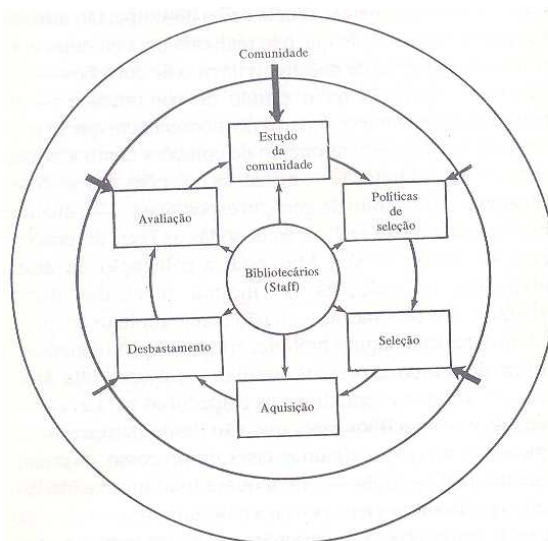 Comunidade
Estudo
da
comunidade
Políticas
de
seleção
Avaliação
Bibliotecários
(Staff)
Desbastamento
Seleção
Aquisição